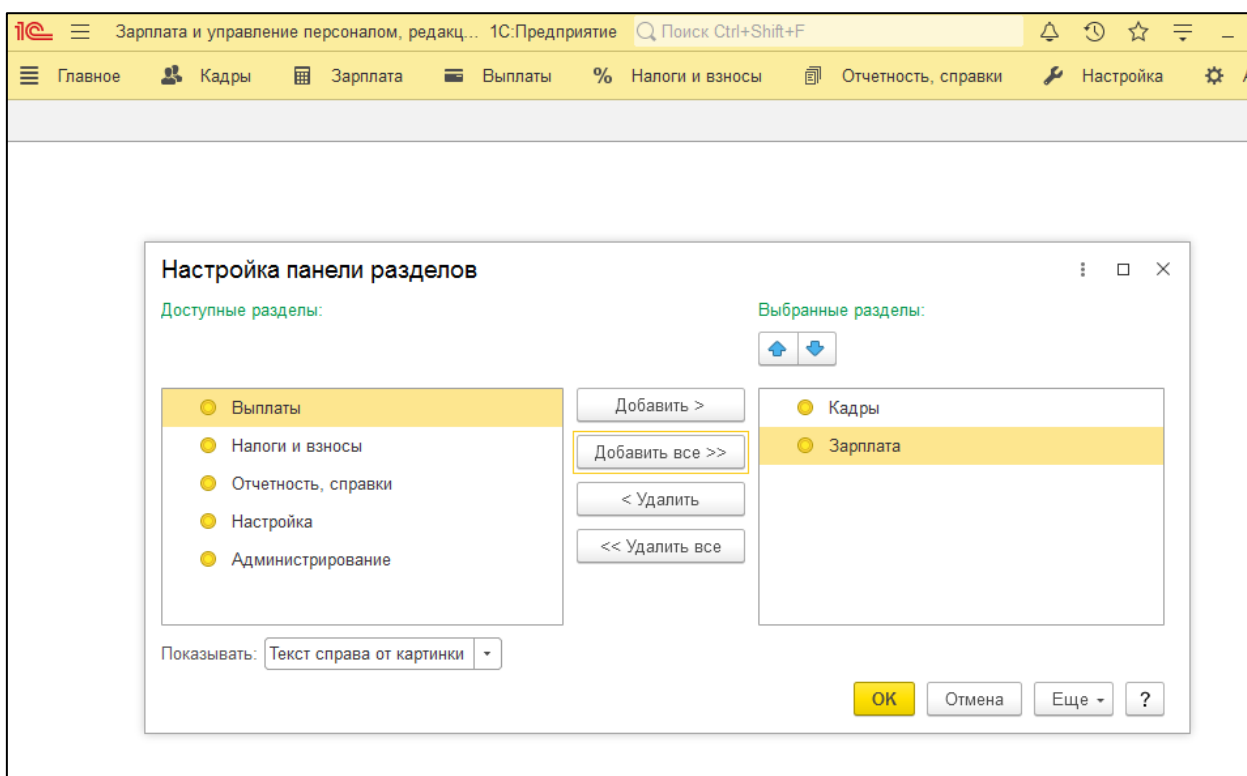 1С Зарплата и управление персоналом, редакц... 1С:Предприятие Поиск Ctrl+Shift+F
Главное Кадры Зарплата Выплаты % Налоги и взносы Отчетность, справки Настройка
Настройка панели разделов
Доступные разделы: Выбранные разделы:
Выплаты Добавить > Кадры
Налоги и взносы Добавить все >> Зарплата
Отчетность, справки < Удалить
Настройка << Удалить все
Администрирование
Показывать: Текст справа от картинки
ОК Отмена Еще ?